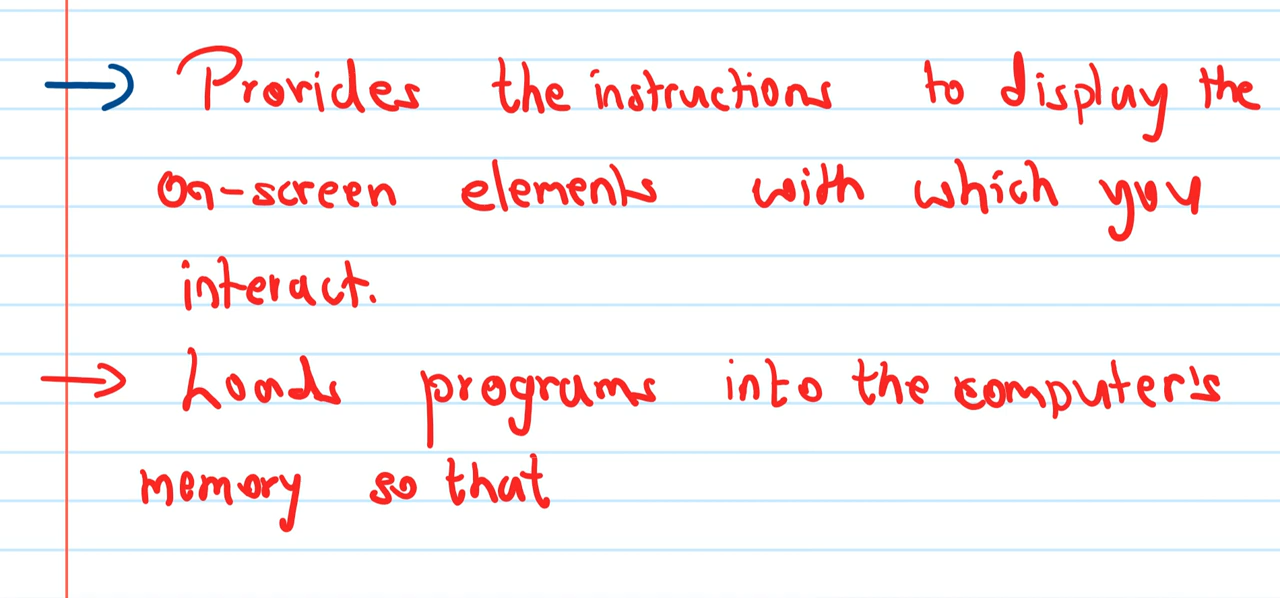 → Provides the instructions to display the
on-screen elements with which you
interact.
→ Loads programs into the computer's
memory so that